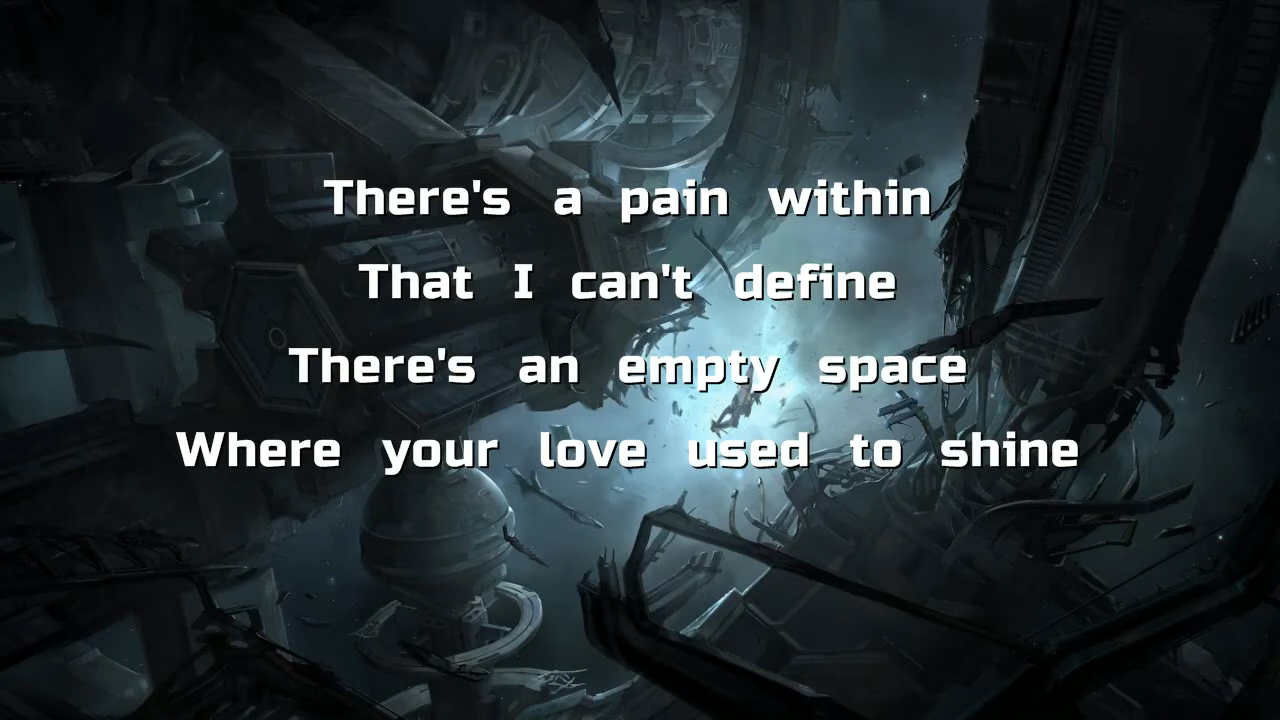 There's a pain within
That I can't define
There's an empty space
Where your love used to shine